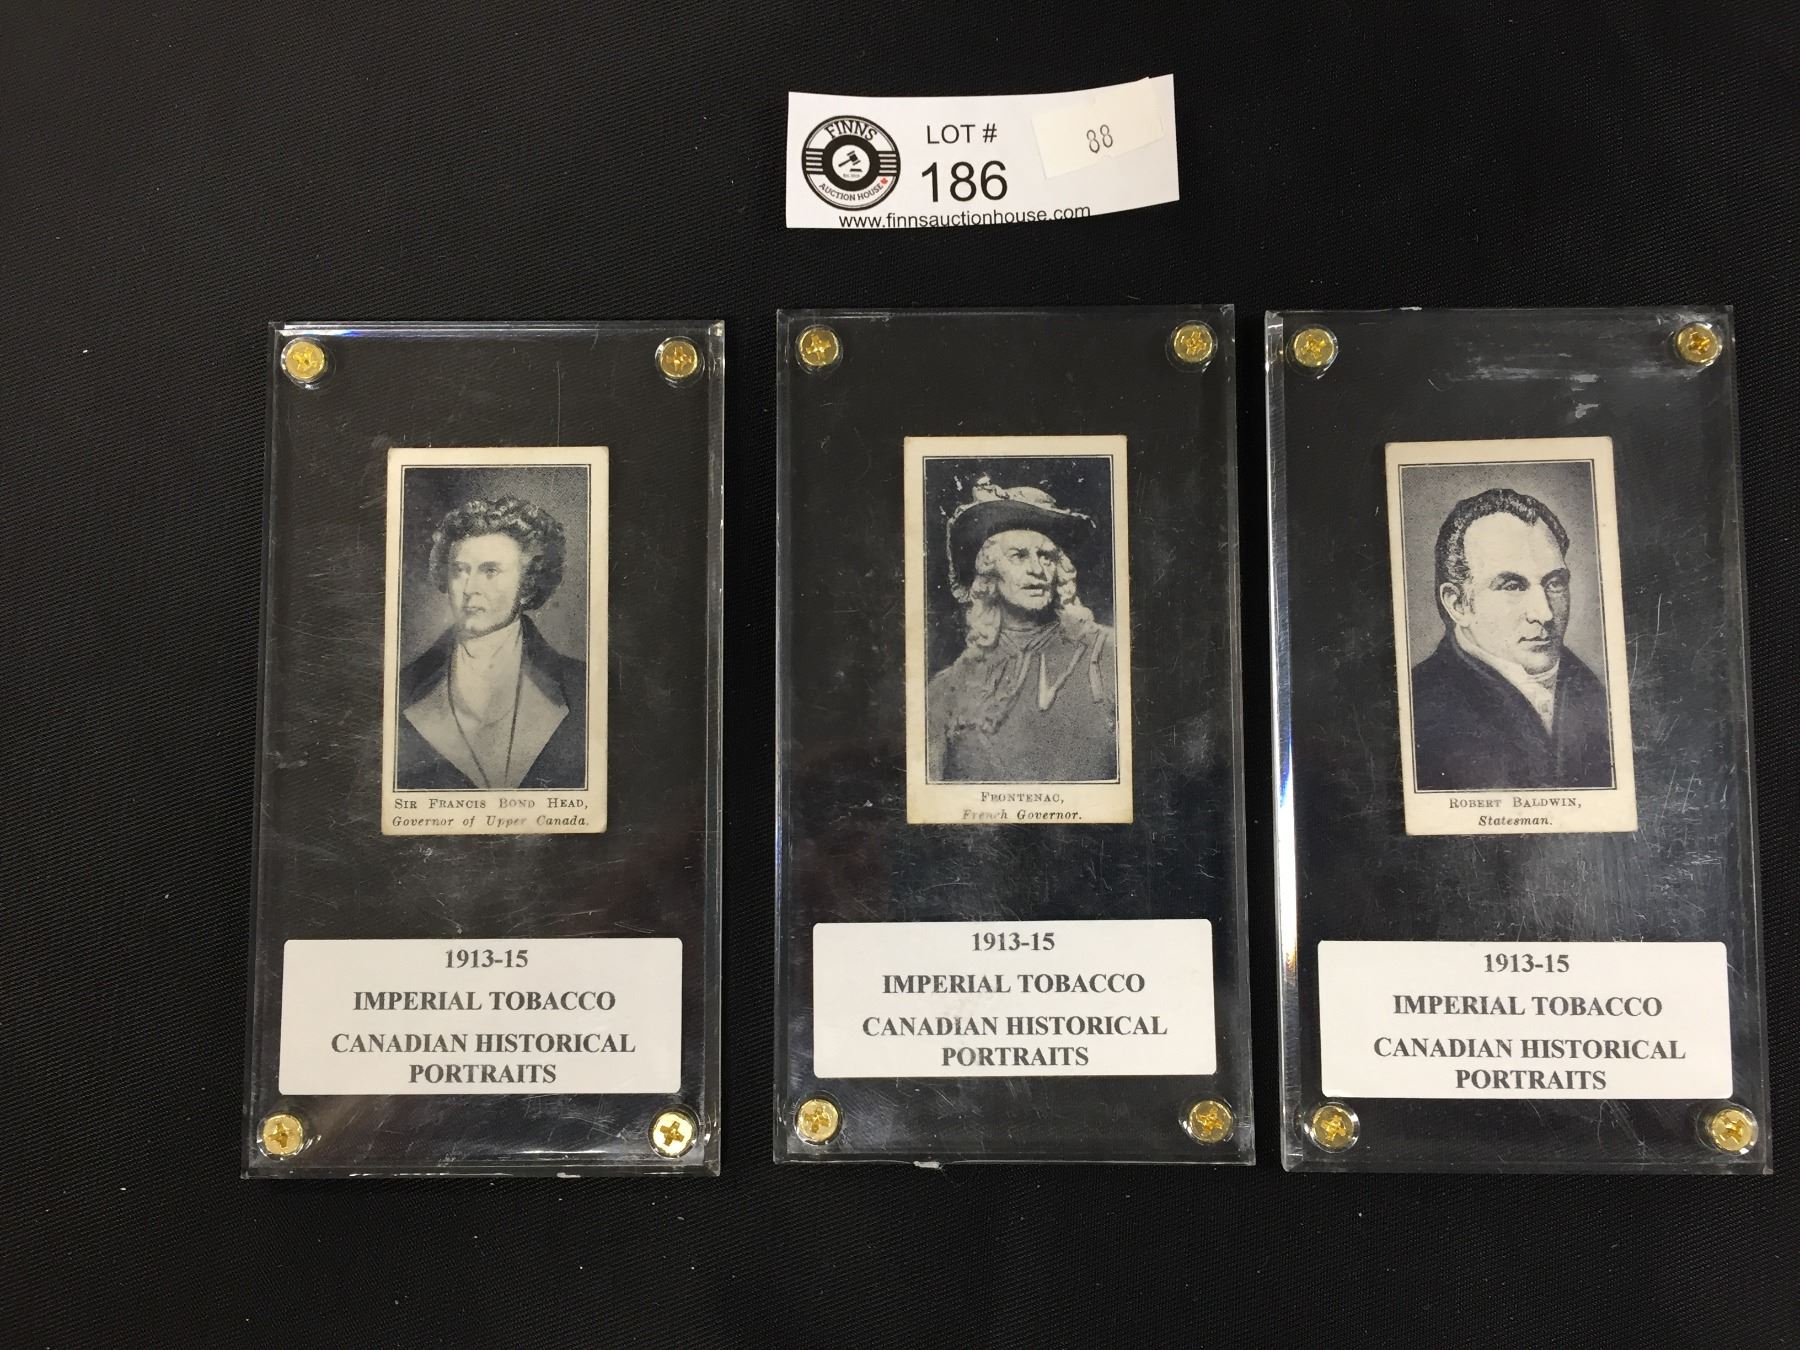 FINNS
AUCTION HOUSE
LOT #
186
88
www.finnsauctionhouse.com
SIR FRANCIS BOND HEAD,
Governor of Upper Canada.
1913-15
IMPERIAL TOBACCO
CANADIAN HISTORICAL
PORTRAITS
FRONTENAC,
French Governor.
1913-15
IMPERIAL TOBACCO
CANADIAN HISTORICAL
PORTRAITS
ROBERT BALDWIN,
Statesman.
1913-15
IMPERIAL TOBACCO
CANADIAN HISTORICAL
PORTRAITS